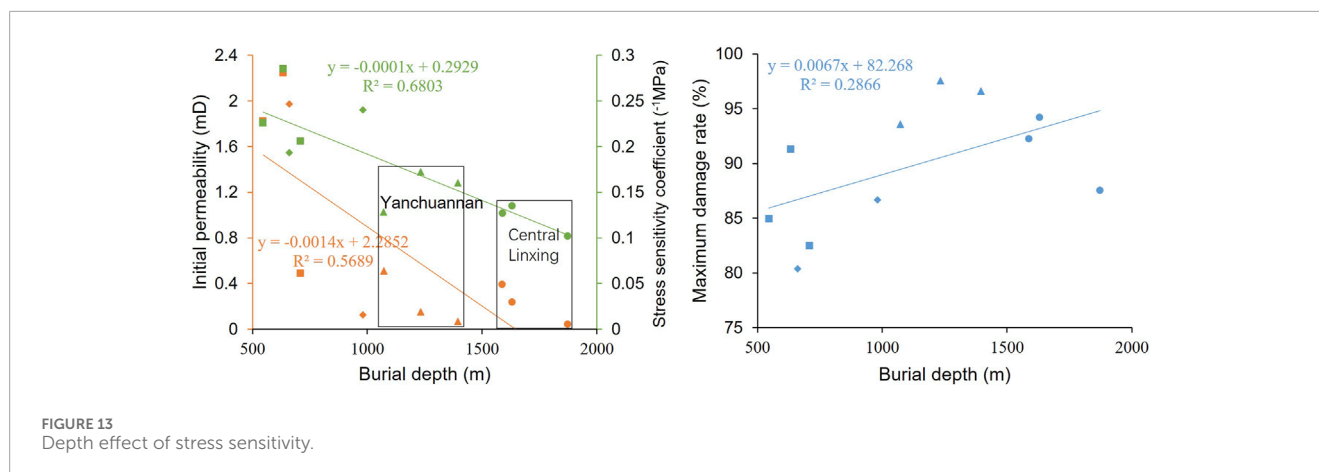 2.4
2
1.6
1.2
0.8
0.4
0
Initial permeability (mD)
500
1000
1500
2000
Burial depth (m)
0.3
0.25
0.2
0.15
0.1
0.05
0
Stress sensitivity coefficient (⁻¹MPa)
y = -0.0001x + 0.2929
R² = 0.6803
Yanchuannan
Central
Linxing
y = -0.0014x + 2.2852
R² = 0.5689
100
95
90
85
80
75
Maximum damage rate (%)
500
1000
1500
2000
Burial depth (m)
y = 0.0067x + 82.268
R² = 0.2866
FIGURE 13
Depth effect of stress sensitivity.